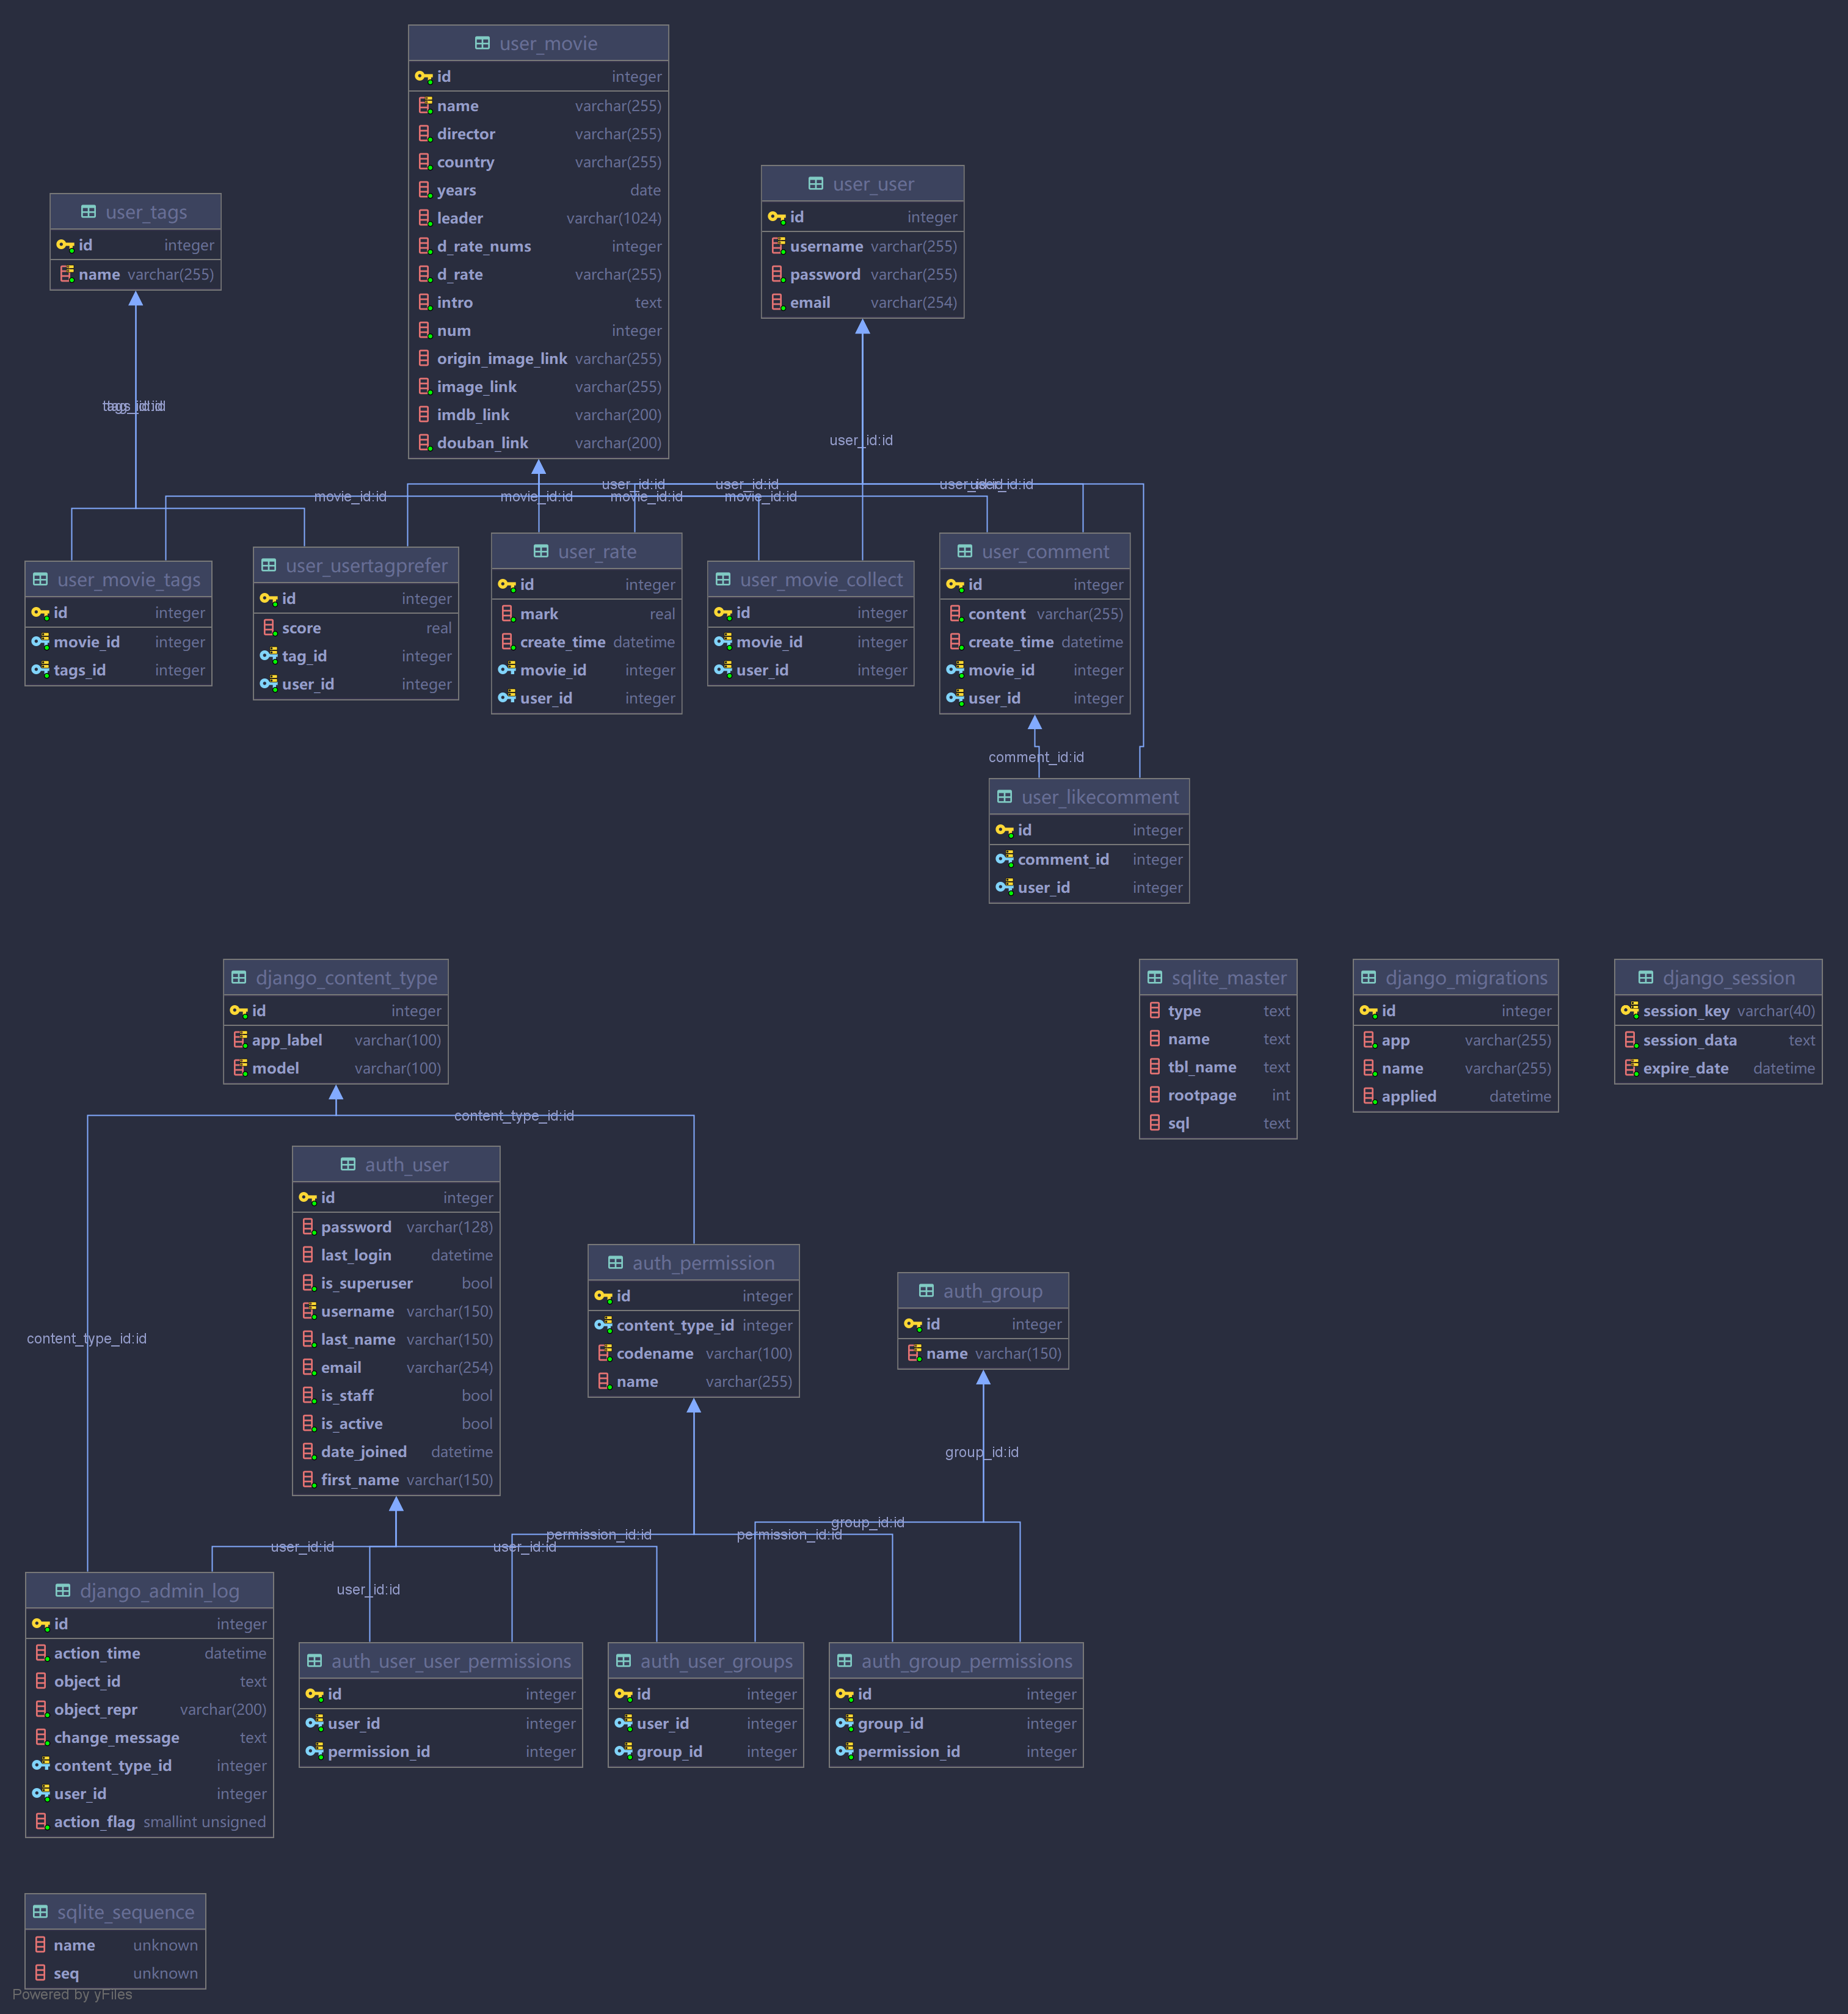 user_movie
id integer
name varchar(255)
director varchar(255)
country varchar(255)
years date
leader varchar(1024)
d_rate_nums integer
d_rate varchar(255)
intro text
num integer
origin_image_link varchar(255)
image_link varchar(255)
imdb_link varchar(200)
douban_link varchar(200)
user_user
id integer
username varchar(255)
password varchar(255)
email varchar(254)
user_tags
id integer
name varchar(255)
user_id:id
user_id:id
user_id:id
movie_id:id
movie_id:id
movie_id:id
movie_id:id
user_movie_tags
id integer
movie_id integer
tags_id integer
user_usertagprefer
id integer
score real
tag_id integer
user_id integer
user_rate
id integer
mark real
create_time datetime
movie_id integer
user_id integer
user_movie_collect
id integer
movie_id integer
user_id integer
user_comment
id integer
content varchar(255)
create_time datetime
movie_id integer
user_id integer
comment_id:id
user_likecomment
id integer
comment_id integer
user_id integer
django_content_type
id integer
app_label varchar(100)
model varchar(100)
sqlite_master
type text
name text
tbl_name text
rootpage int
sql text
django_migrations
id integer
app varchar(255)
name varchar(255)
applied datetime
django_session
session_key varchar(40)
session_data text
expire_date datetime
content_type_id:id
auth_user
id integer
password varchar(128)
last_login datetime
is_superuser bool
username varchar(150)
last_name varchar(150)
email varchar(254)
is_staff bool
is_active bool
date_joined datetime
first_name varchar(150)
auth_permission
id integer
content_type_id integer
codename varchar(100)
name varchar(255)
auth_group
id integer
name varchar(150)
content_type_id:id
group_id:id
group_id:id
permission_id:id
permission_id:id
user_id:id
user_id:id
user_id:id
django_admin_log
id integer
action_time datetime
object_id text
object_repr varchar(200)
change_message text
content_type_id integer
user_id integer
action_flag smallint unsigned
auth_user_user_permissions
id integer
user_id integer
permission_id integer
auth_user_groups
id integer
user_id integer
group_id integer
auth_group_permissions
id integer
group_id integer
permission_id integer
sqlite_sequence
name unknown
seq unknown
Powered by yFiles